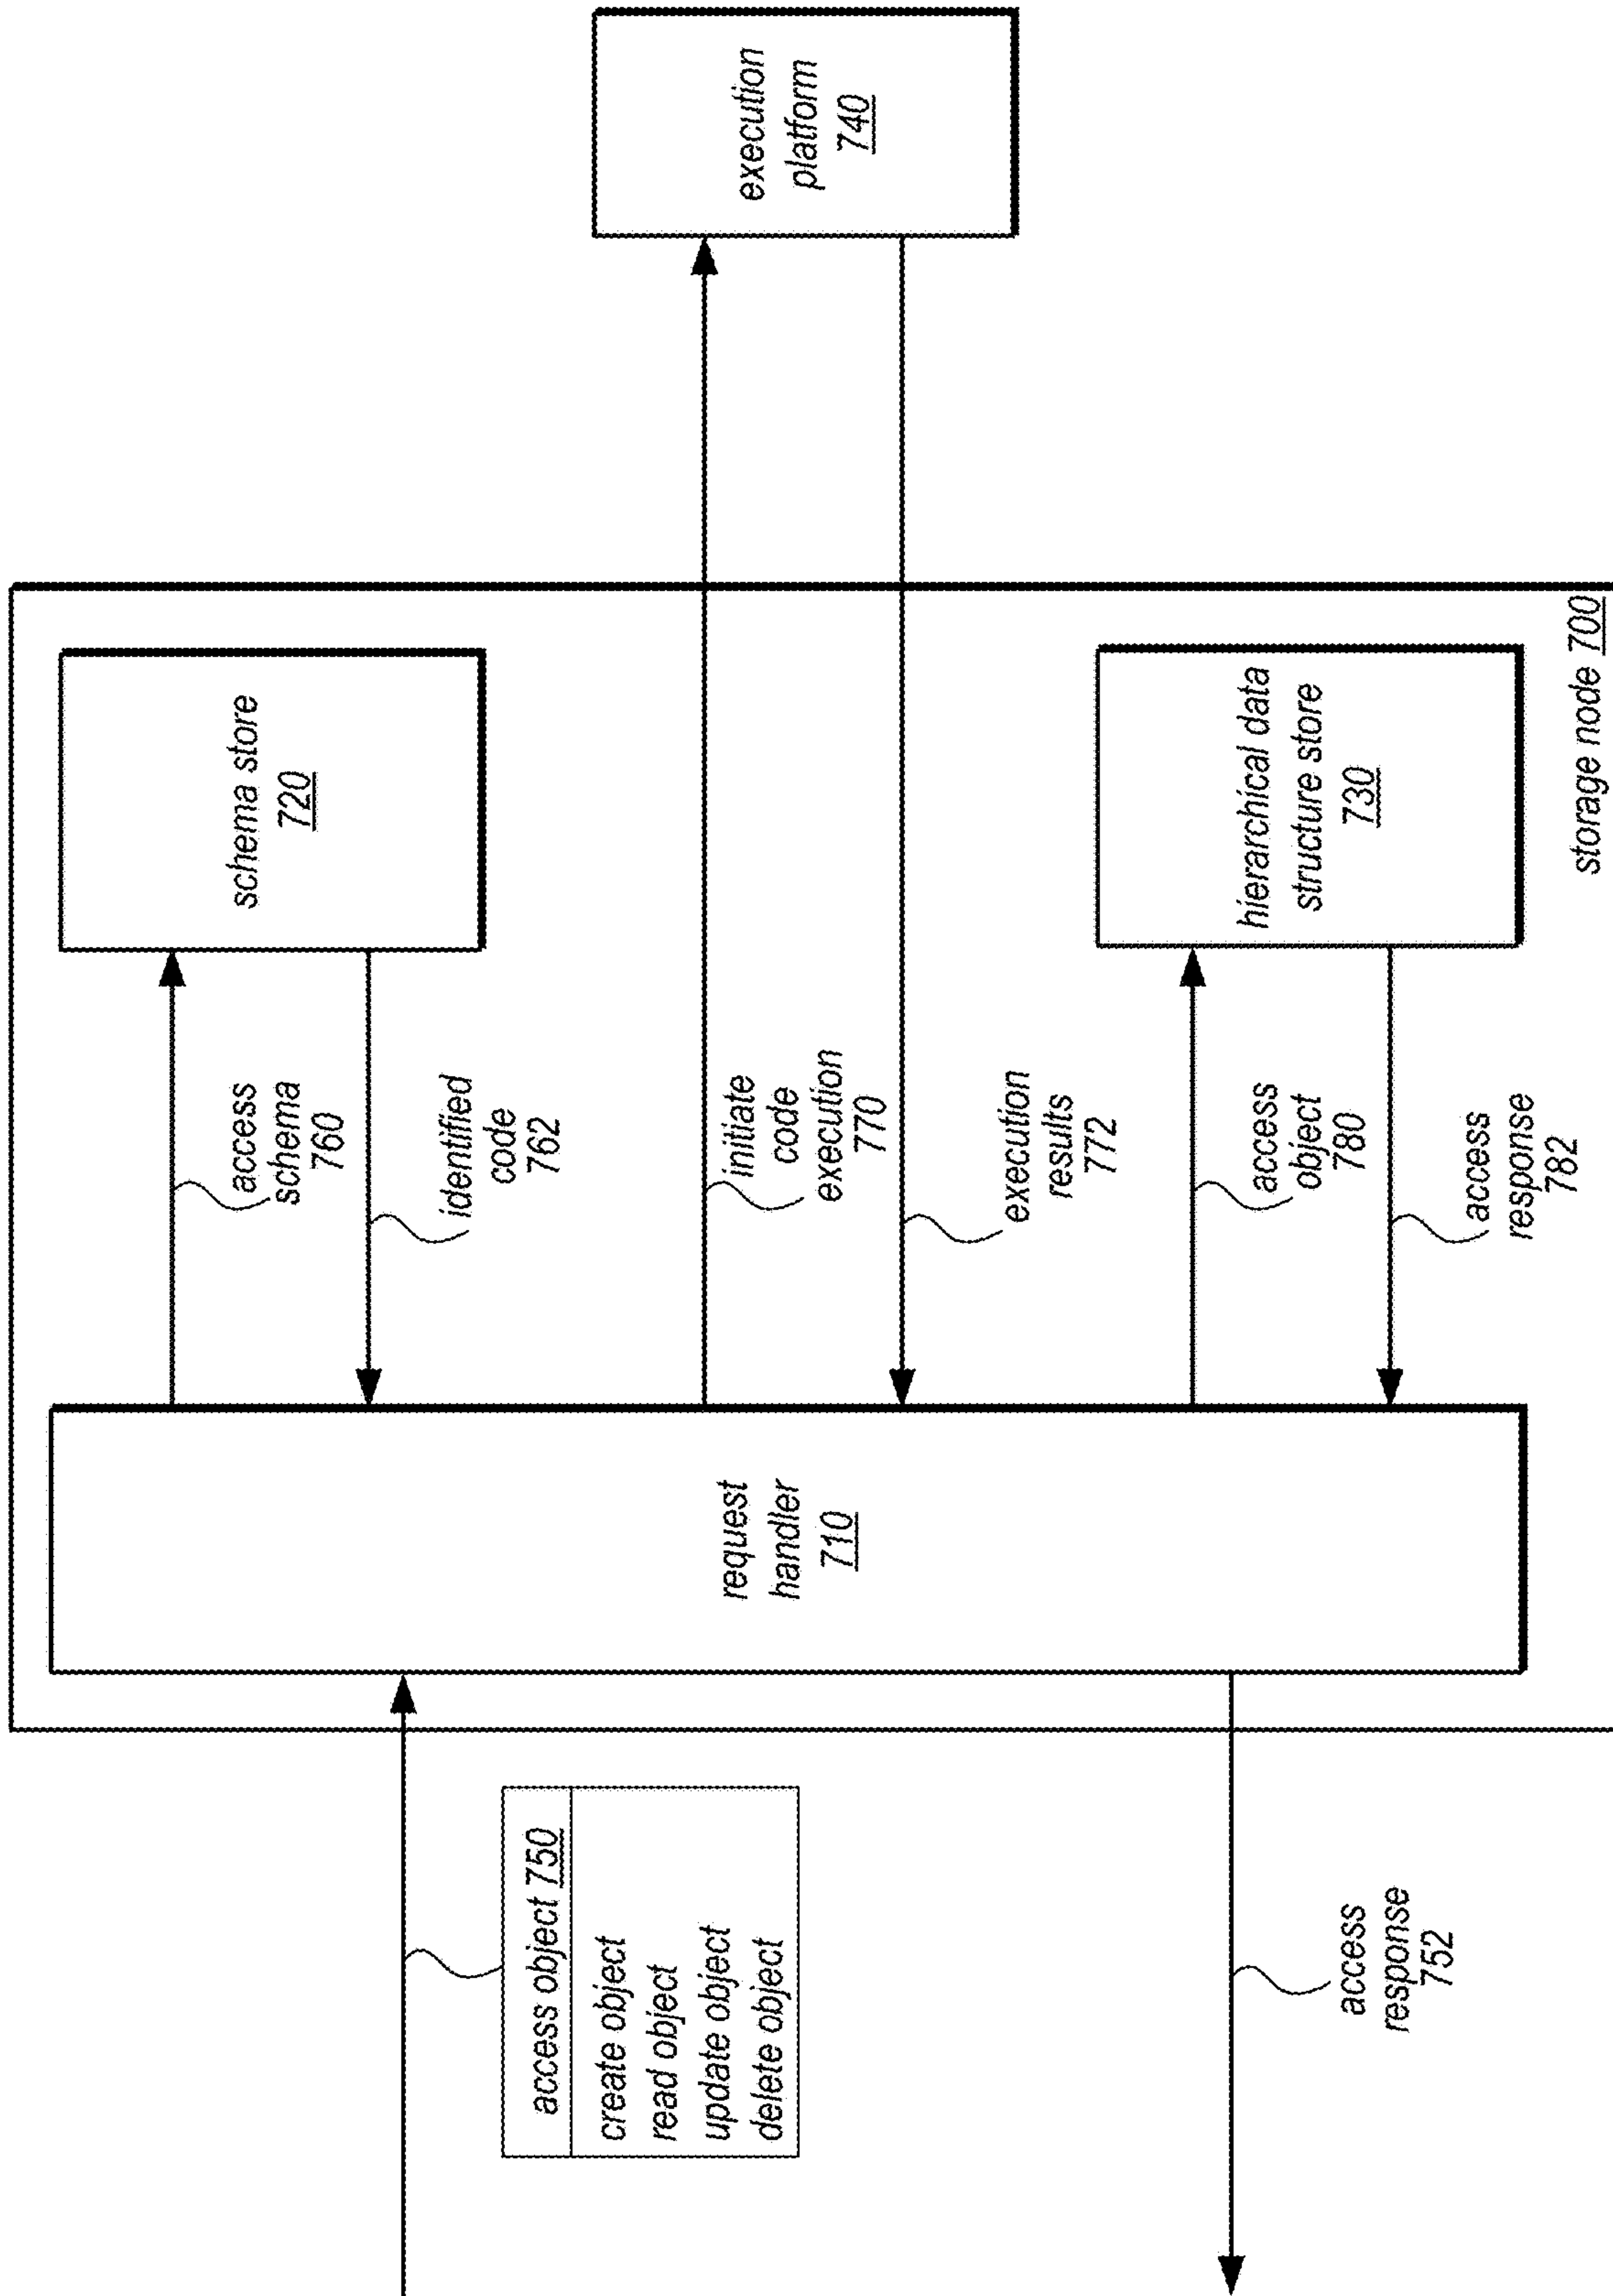 access object 750
create object
read object
update object
delete object
access
response
752
request
handler
710
access
schema
760
identified
code
762
initiate
code
execution
770
execution
results
772
access
object
780
access
response
782
schema store
720
hierarchical data
structure store
730
storage node 700
execution
platform
740